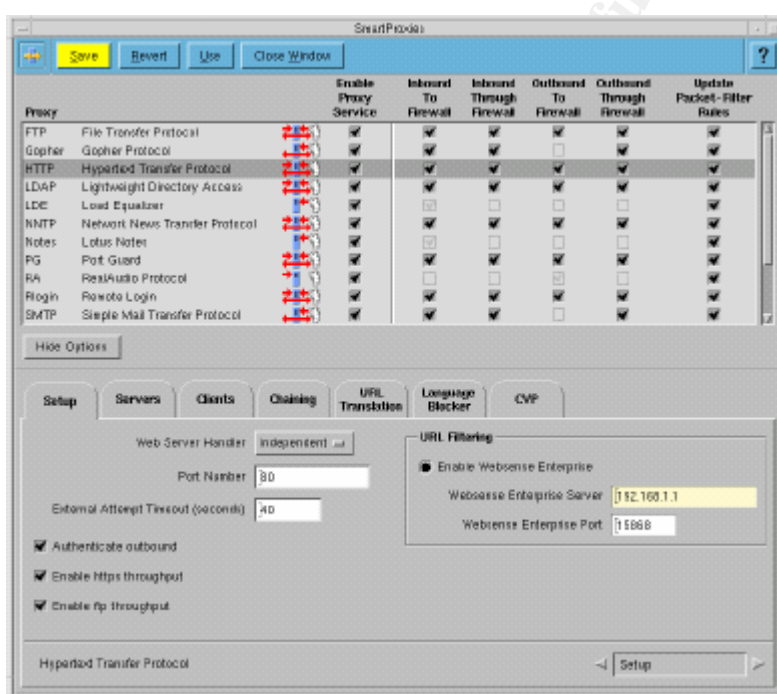 SmartProxies
Save Revert Use Close Window ?
Proxy Enable Proxy Service Inbound To Firewall Inbound Through Firewall Outbound To Firewall Outbound Through Firewall Update Packet-Filter Rules
FTP File Transfer Protocol
Gopher Gopher Protocol
HTTP Hypertext Transfer Protocol
LDAP Lightweight Directory Access
LDE Load Equalizer
NNTP Network News Transfer Protocol
Notes Lotus Notes
PG Port Guard
RA RealAudio Protocol
Rlogin Remote Login
SMTP Simple Mail Transfer Protocol
Hide Options
Setup Servers Clients Chaining URL Translation Language Blocker CVP
Web Server Handler independent
Port Number 80
External Attempt Timeout (seconds) 40
Authenticate outbound
Enable https throughput
Enable ftp throughput
URL Filtering
Enable Websense Enterprise
Websense Enterprise Server 192.168.1.1
Websense Enterprise Port 15868
Hypertext Transfer Protocol Setup